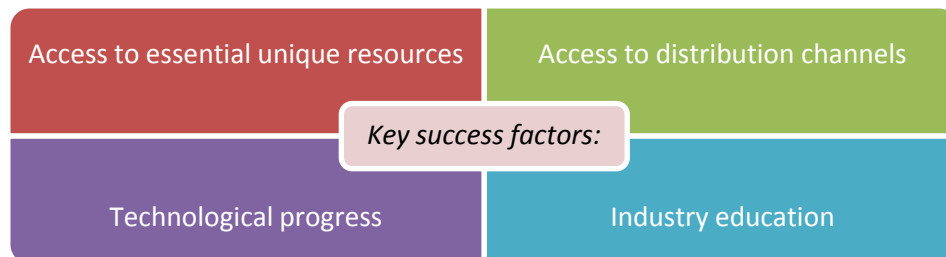 Access to essential unique resources
Access to distribution channels
Key success factors:
Technological progress
Industry education